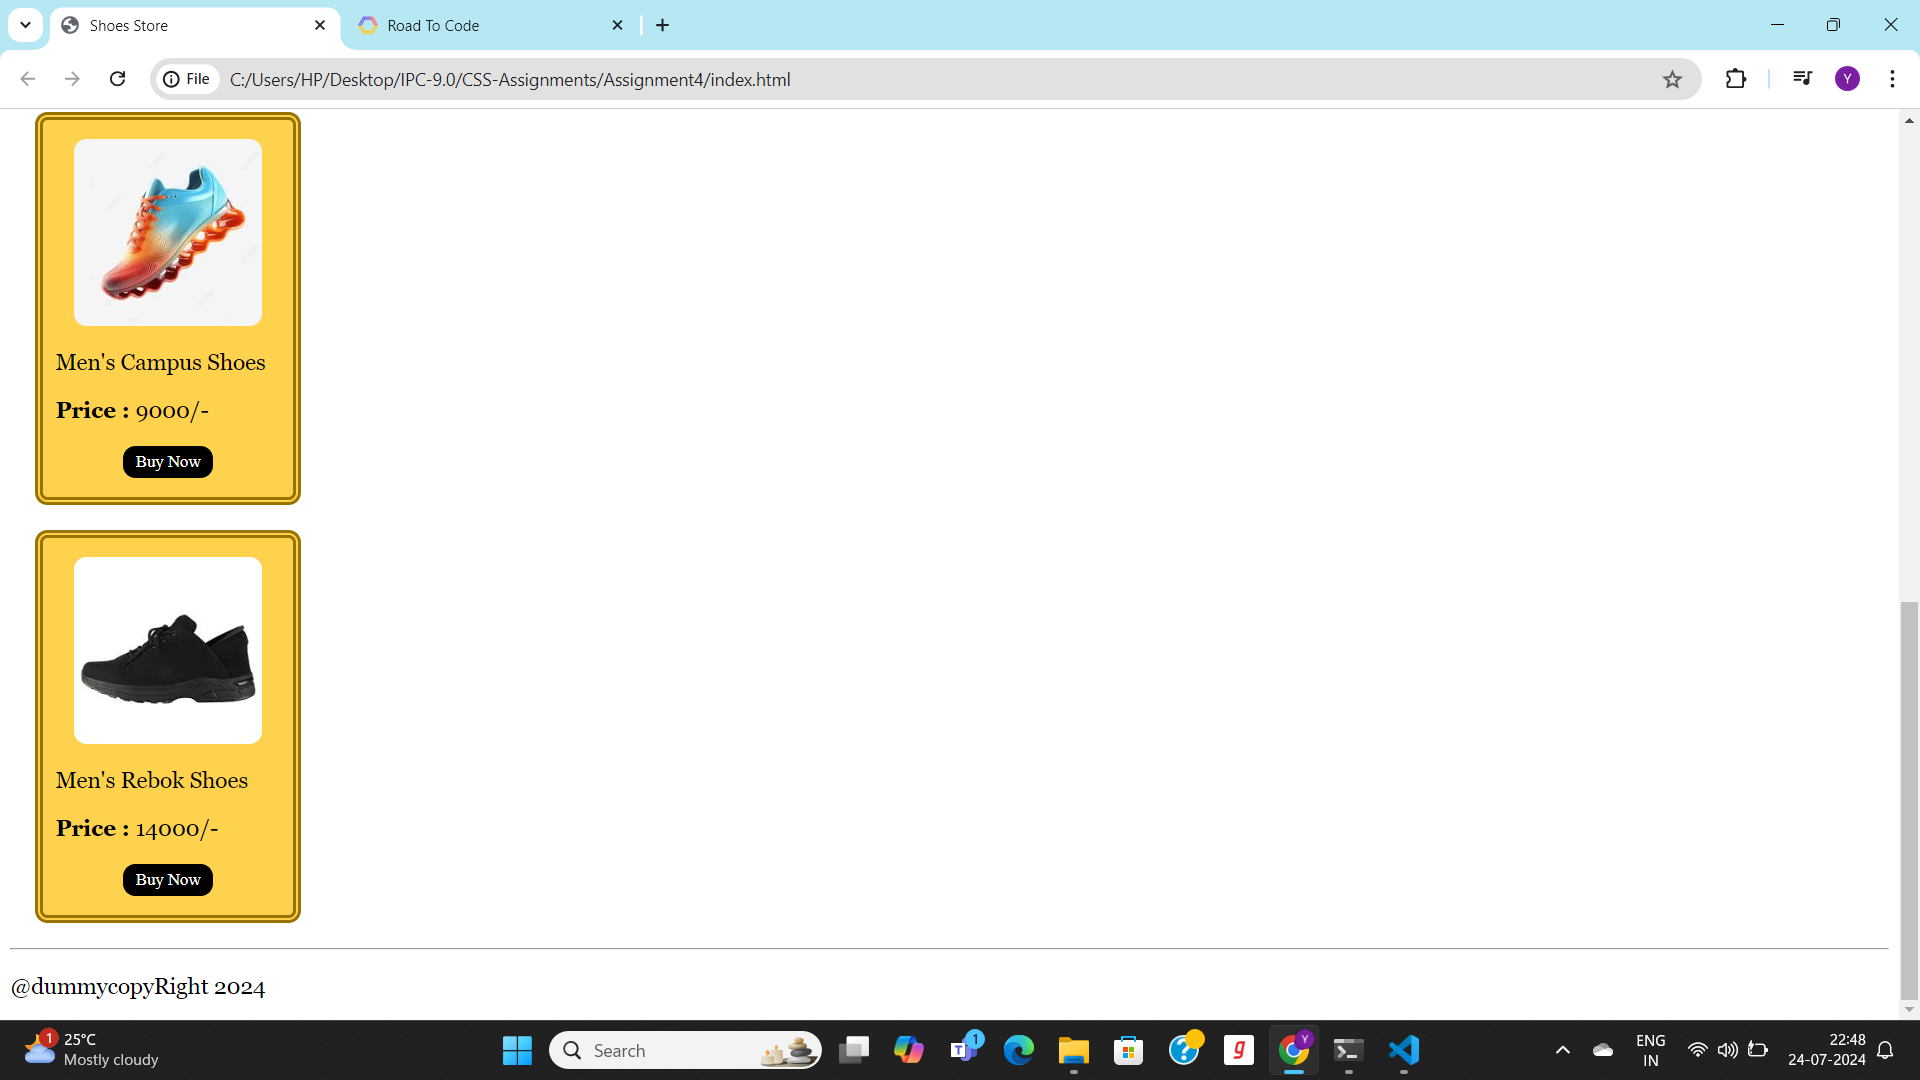 Shoes Store
Road To Code
File
C:/Users/HP/Desktop/IPC-9.0/CSS-Assignments/Assignment4/index.html
Y
Men's Campus Shoes
Price : 9000/-
Buy Now
Men's Rebok Shoes
Price : 14000/-
Buy Now
@dummycopyRight 2024
1
25°C
Mostly cloudy
Search
T
1
?
g
Y
ENG
IN
22:48
24-07-2024